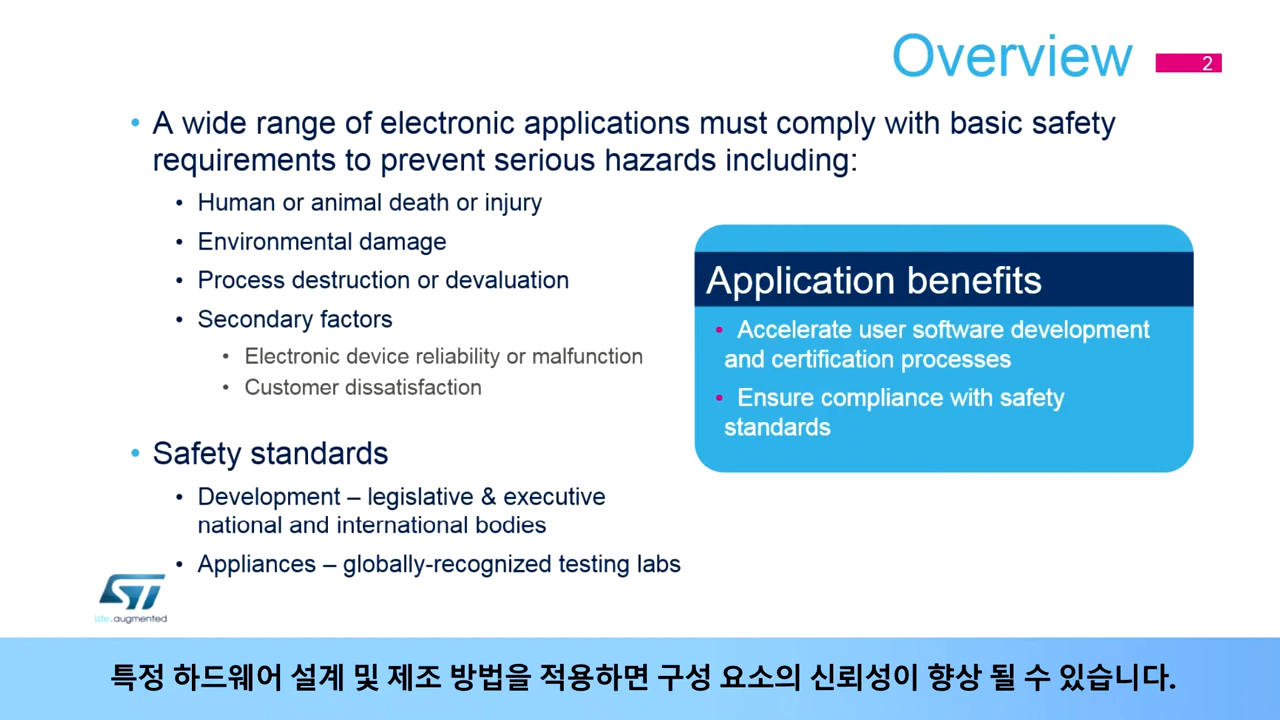 Overview
2
• A wide range of electronic applications must comply with basic safety
requirements to prevent serious hazards including:
• Human or animal death or injury
• Environmental damage
• Process destruction or devaluation
• Secondary factors
• Electronic device reliability or malfunction
• Customer dissatisfaction
Application benefits
• Accelerate user software development
and certification processes
• Ensure compliance with safety
standards
• Safety standards
• Development – legislative & executive
national and international bodies
• Appliances – globally-recognized testing labs
ST
life.augmented
특정 하드웨어 설계 및 제조 방법을 적용하면 구성 요소의 신뢰성이 향상 될 수 있습니다.